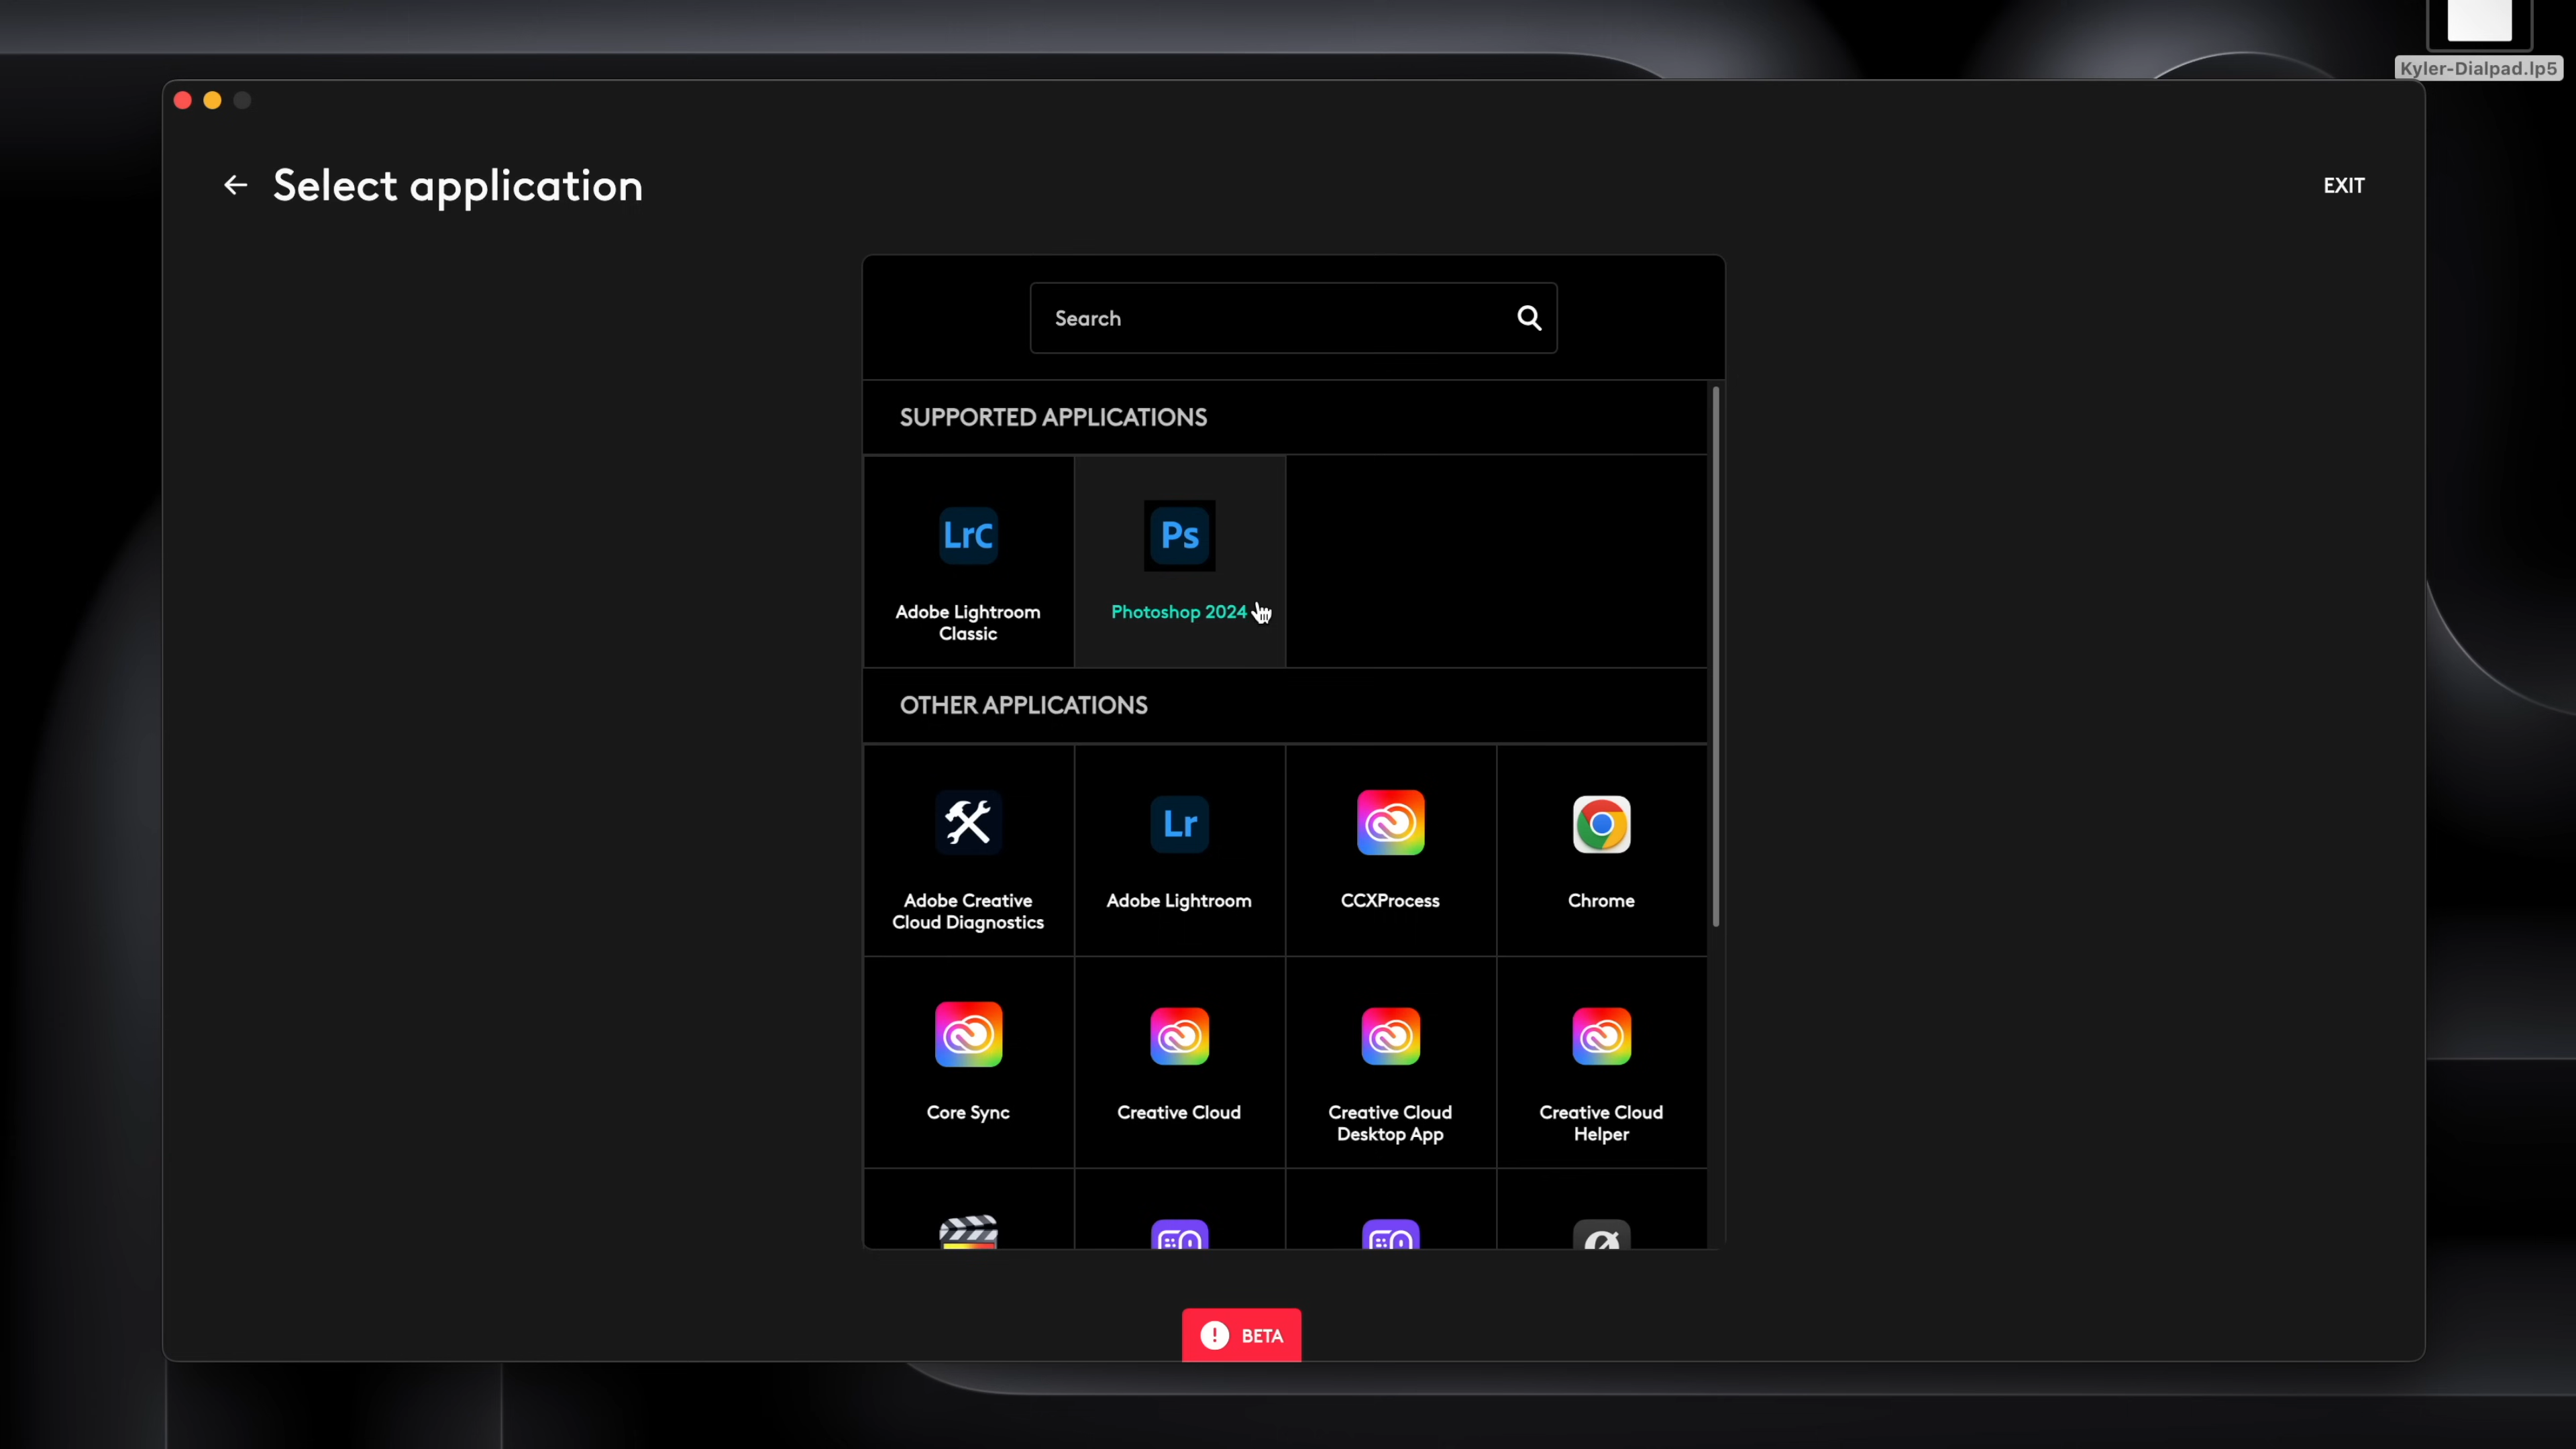 Kyler-Dialpad.lp5
Select application
EXIT
Search
SUPPORTED APPLICATIONS
LrC
Ps
Adobe Lightroom
Classic
Photoshop 2024
OTHER APPLICATIONS
Lr
Adobe Creative
Cloud Diagnostics
Adobe Lightroom
CCXProcess
Chrome
Core Sync
Creative Cloud
Creative Cloud
Desktop App
Creative Cloud
Helper
! BETA